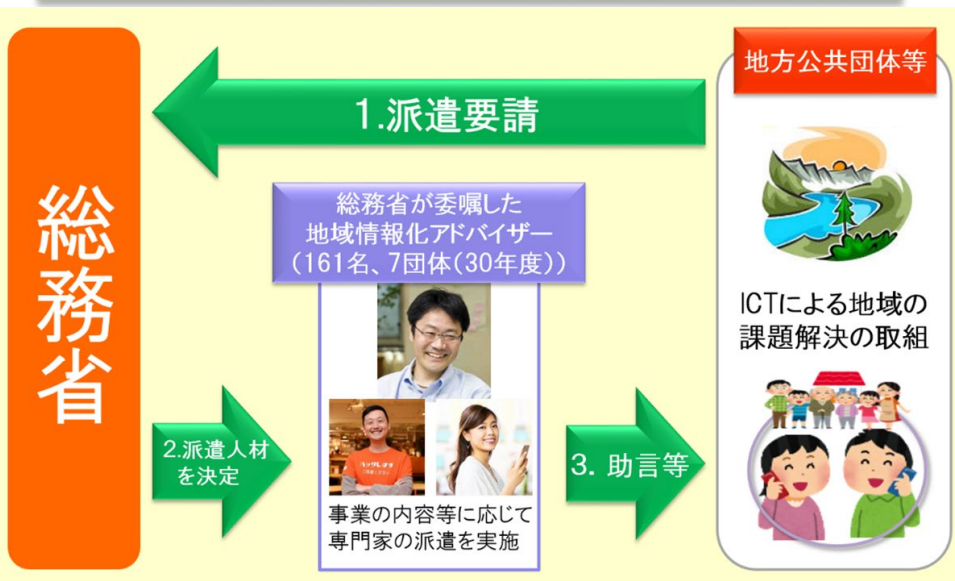 総務省
1.派遣要請
地方公共団体等
総務省が委嘱した
地域情報化アドバイザー
(161名、7団体(30年度))
ICTによる地域の
課題解決の取組
2.派遣人材
を決定
3. 助言等
事業の内容等に応じて
専門家の派遣を実施